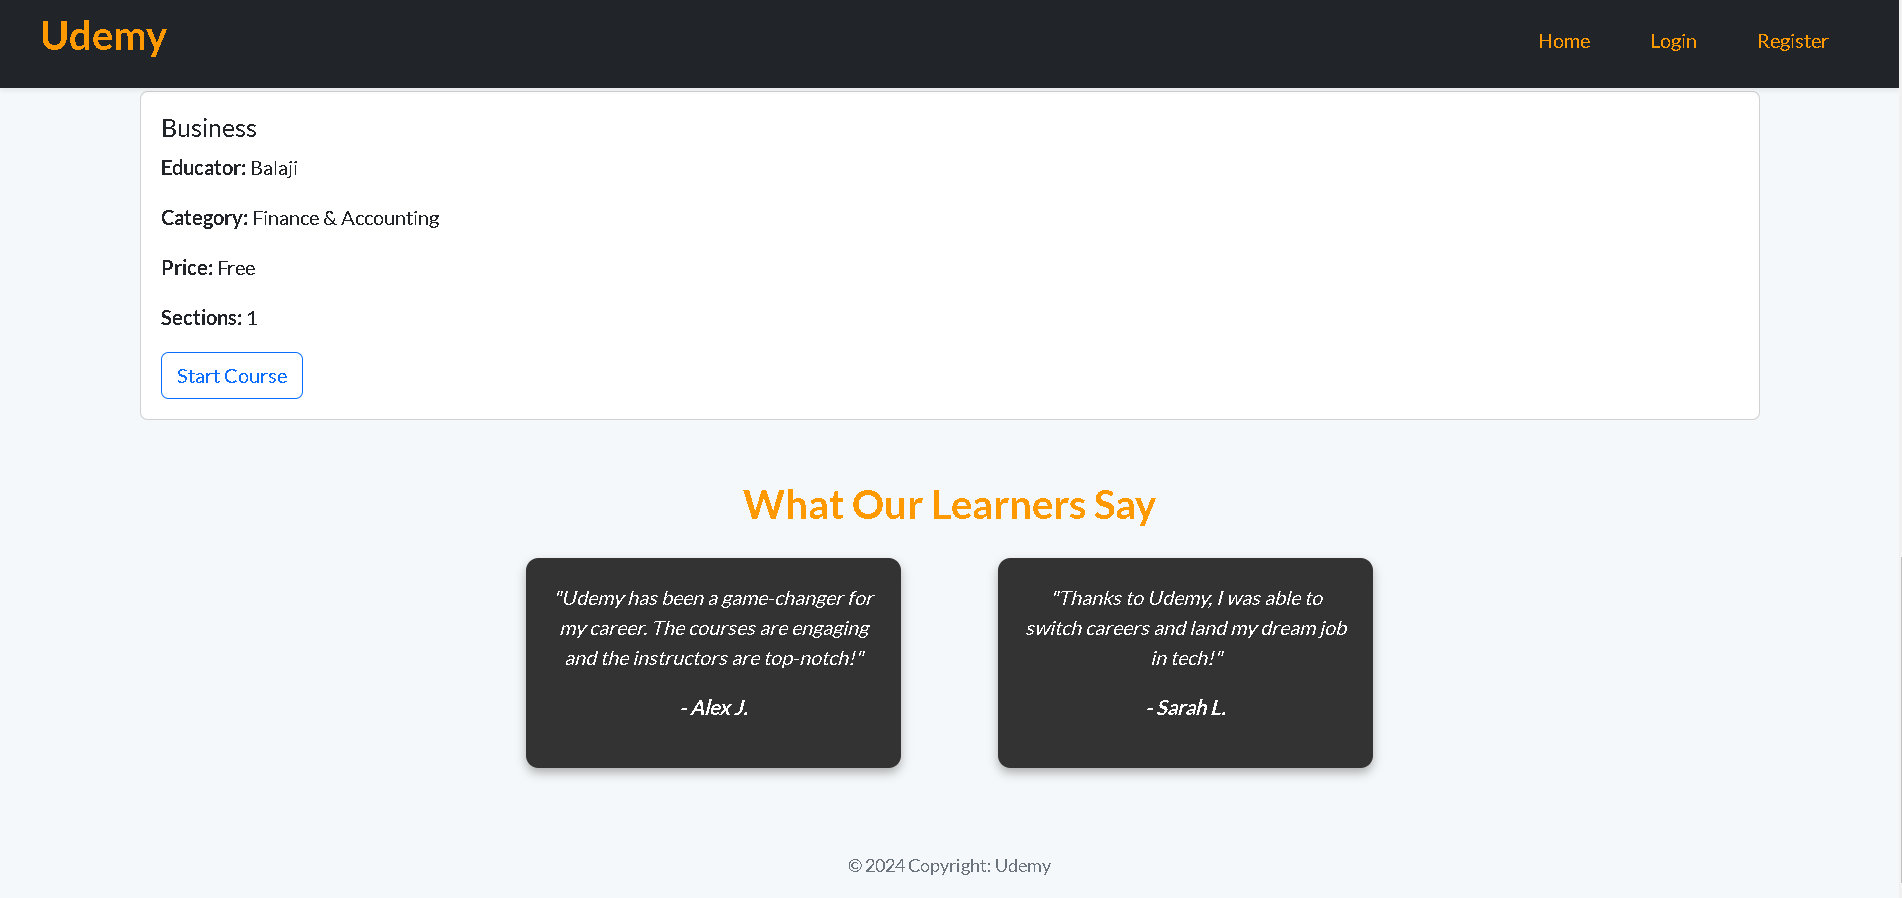 Udemy
Home
Login
Register
Business
Educator: Balaji
Category: Finance & Accounting
Price: Free
Sections: 1
Start Course
What Our Learners Say
"Udemy has been a game-changer for
my career. The courses are engaging
and the instructors are top-notch!"
- Alex J.
"Thanks to Udemy, I was able to
switch careers and land my dream job
in tech!"
- Sarah L.
© 2024 Copyright: Udemy